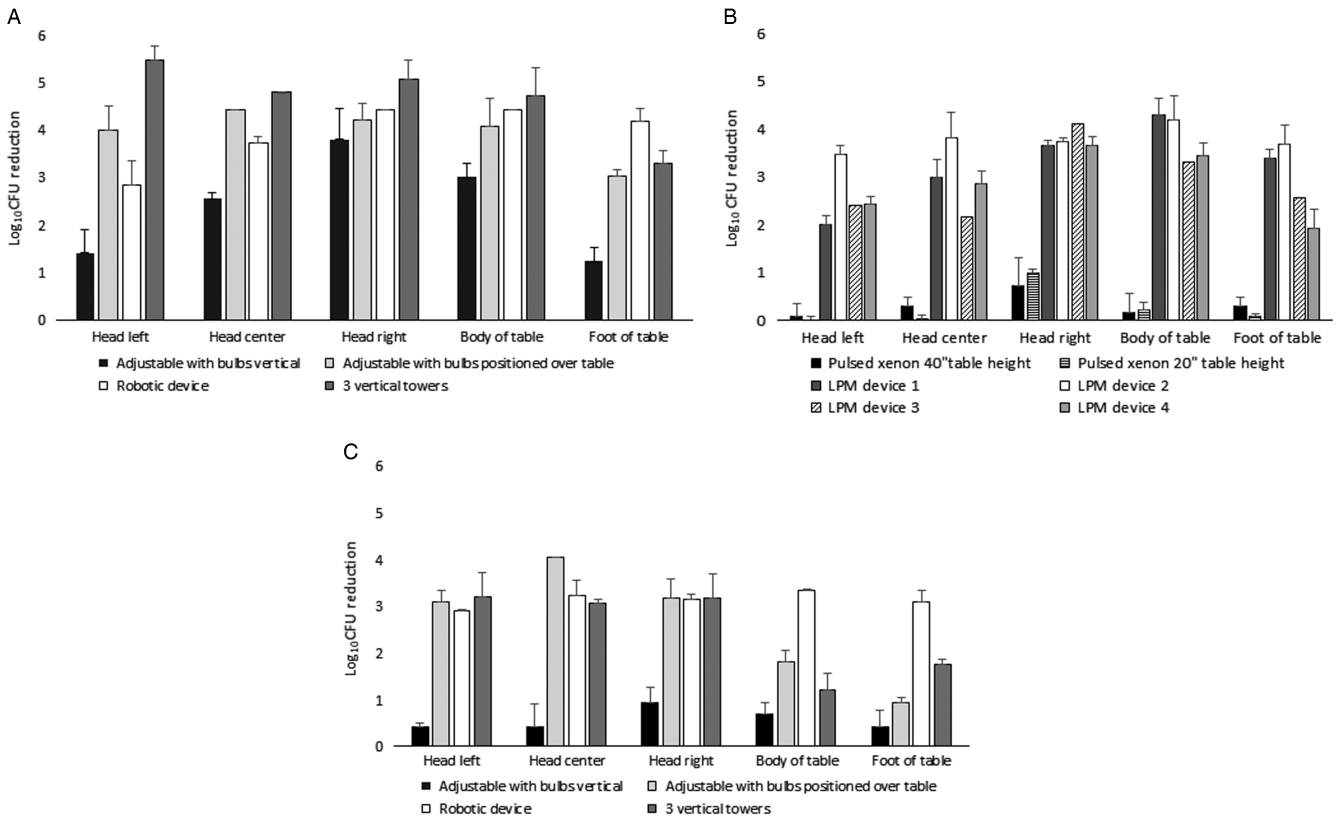 A
6
5
4
3
2
1
0
Log10CFU reduction
Head left Head center Head right Body of table Foot of table
Adjustable with bulbs vertical Adjustable with bulbs positioned over table
Robotic device 3 vertical towers
B
6
5
4
3
2
1
0
Log10 CFU reduction
Head left Head center Head right Body of table Foot of table
Pulsed xenon 40"table height Pulsed xenon 20" table height
LPM device 1 LPM device 2
LPM device 3 LPM device 4
C
6
5
4
3
2
1
0
Log10CFU reduction
Head left Head center Head right Body of table Foot of table
Adjustable with bulbs vertical Adjustable with bulbs positioned over table
Robotic device 3 vertical towers